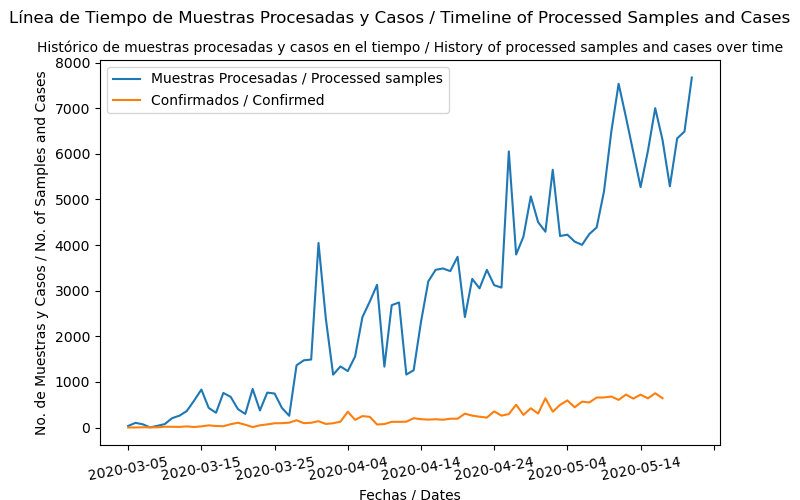 Línea de Tiempo de Muestras Procesadas y Casos / Timeline of Processed Samples and Cases
Histórico de muestras procesadas y casos en el tiempo / History of processed samples and cases over time
Muestras Procesadas / Processed samples
Confirmados / Confirmed
No. de Muestras y Casos / No. of Samples and Cases
8000
7000
6000
5000
4000
3000
2000
1000
0
2020-03-05
2020-03-15
2020-03-25
2020-04-04
2020-04-14
2020-04-24
2020-05-04
2020-05-14
Fechas / Dates